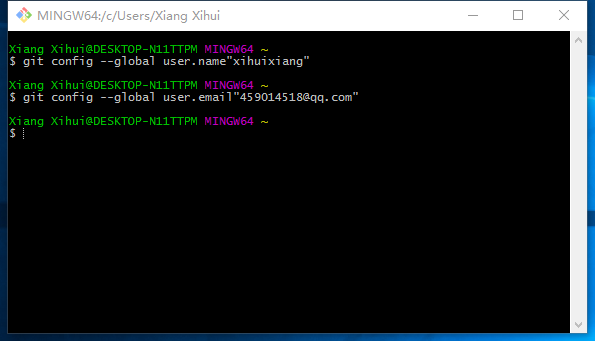 MINGW64:/c/Users/Xiang Xihui
Xiang Xihui@DESKTOP-N11TTPM MINGW64 ~
$ git config --global user.name"xihuixiang"
Xiang Xihui@DESKTOP-N11TTPM MINGW64 ~
$ git config --global user.email"459014518@qq.com"
Xiang Xihui@DESKTOP-N11TTPM MINGW64 ~
$